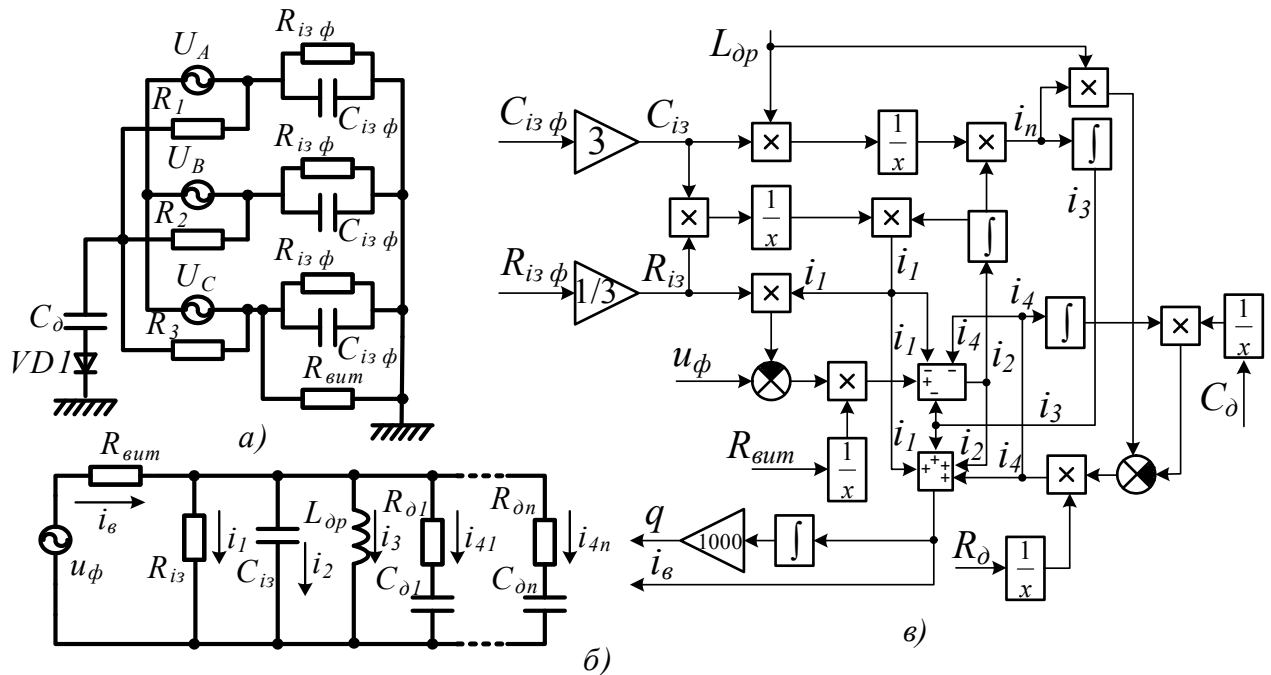 U_A
R_{із ф}
R_1
C_{із ф}
U_B
R_{із ф}
R_2
C_{із ф}
U_C
R_{із ф}
R_3
C_{із ф}
C_д
VD1
R_{вит}
а)
R_{вит}
i_в
u_ф
R_{із}
i_1
C_{із}
i_2
L_{др}
i_3
R_{д1}
i_{41}
C_{д1}
R_{дn}
i_{4n}
C_{дn}
б)
L_{др}
×
C_{із ф}
3
C_{із}
×
1/x
×
i_n
∫
×
1/x
×
∫
i_3
R_{із ф}
1/3
R_{із}
×
i_1
i_1
i_4
∫
×
1/x
i_1
i_4
i_2
C_д
u_ф
×
− −
+
−
i_3
R_{вит}
1/x
i_1
i_2
i_4
+ + + +
×
q
1000
∫
R_д
1/x
i_в
в)